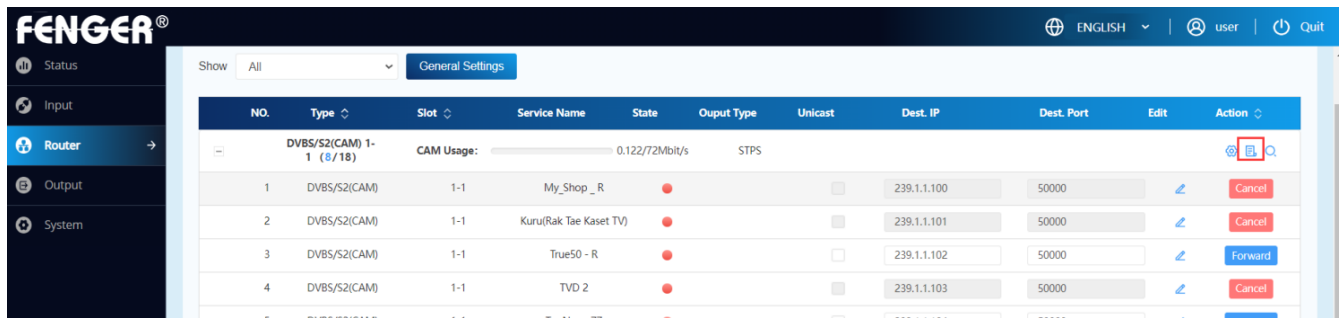 FENGER®
ENGLISH | user | Quit
Status
Show All General Settings
Input
NO. Type Slot Service Name State Ouput Type Unicast Dest. IP Dest. Port Edit Action
Router
DVBS/S2(CAM) 1-
1 (8/18) CAM Usage: 0.122/72Mbit/s STPS
Output
1 DVBS/S2(CAM) 1-1 My_Shop _ R 239.1.1.100 50000 Cancel
System
2 DVBS/S2(CAM) 1-1 Kuru(Rak Tae Kaset TV) 239.1.1.101 50000 Cancel
3 DVBS/S2(CAM) 1-1 True50 - R 239.1.1.102 50000 Forward
4 DVBS/S2(CAM) 1-1 TVD 2 239.1.1.103 50000 Cancel